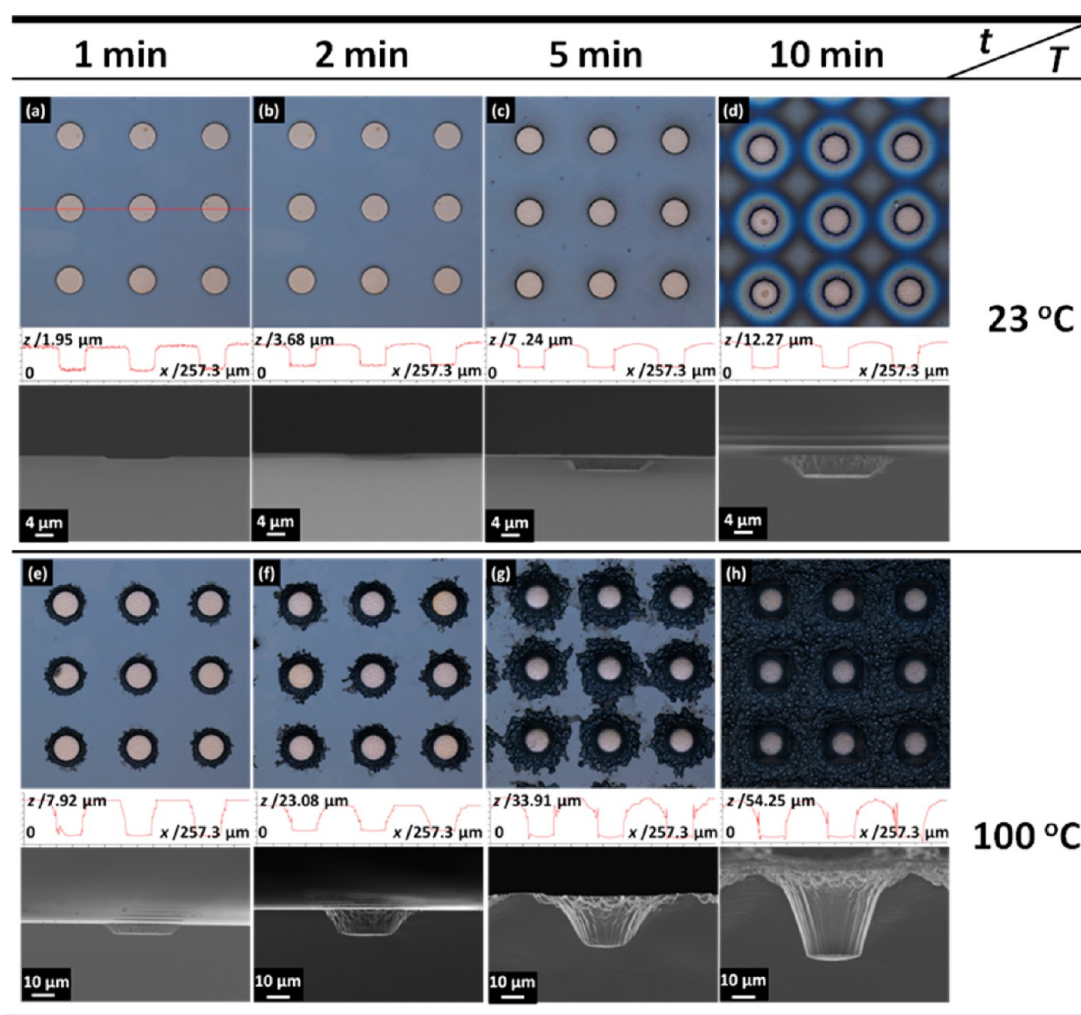 1 min 2 min 5 min 10 min t T
(a) (b) (c) (d)
23 °C
z /1.95 µm z /3.68 µm z /7 .24 µm z /12.27 µm
0 x /257.3 µm 0 x /257.3 µm 0 x /257.3 µm 0 x /257.3 µm
4 µm 4 µm 4 µm 4 µm
(e) (f) (g) (h)
z /7.92 µm z /23.08 µm z /33.91 µm z /54.25 µm
0 x /257.3 µm 0 x /257.3 µm 0 x /257.3 µm 0 x /257.3 µm
100 °C
10 µm 10 µm 10 µm 10 µm